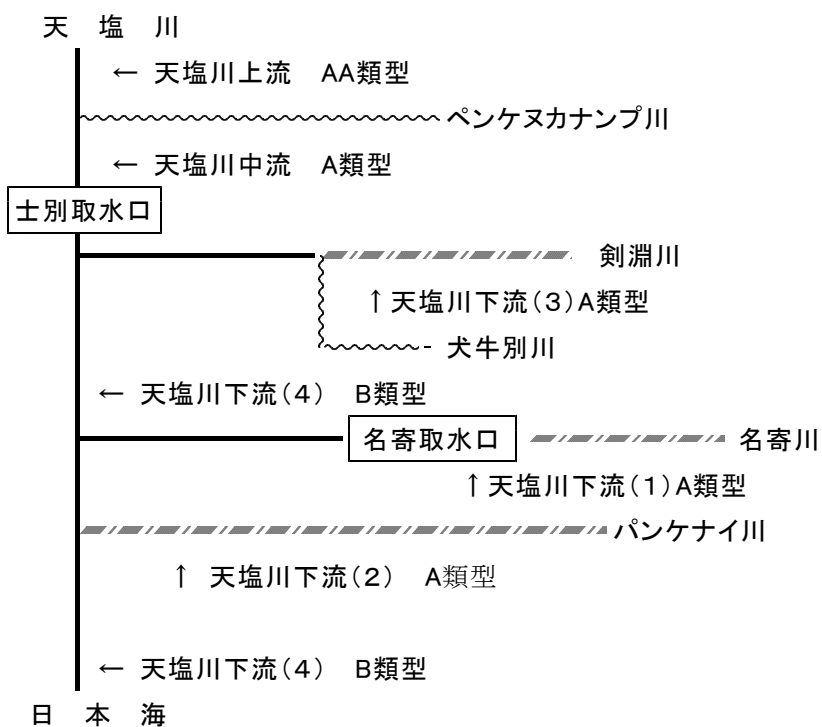 天 塩 川
← 天塩川上流 AA類型
ペンケヌカナンプ川
← 天塩川中流 A類型
士別取水口
剣淵川
↑天塩川下流(3)A類型
犬牛別川
← 天塩川下流(4) B類型
名寄取水口 名寄川
↑天塩川下流(1)A類型
パンケナイ川
↑ 天塩川下流(2) A類型
← 天塩川下流(4) B類型
日 本 海